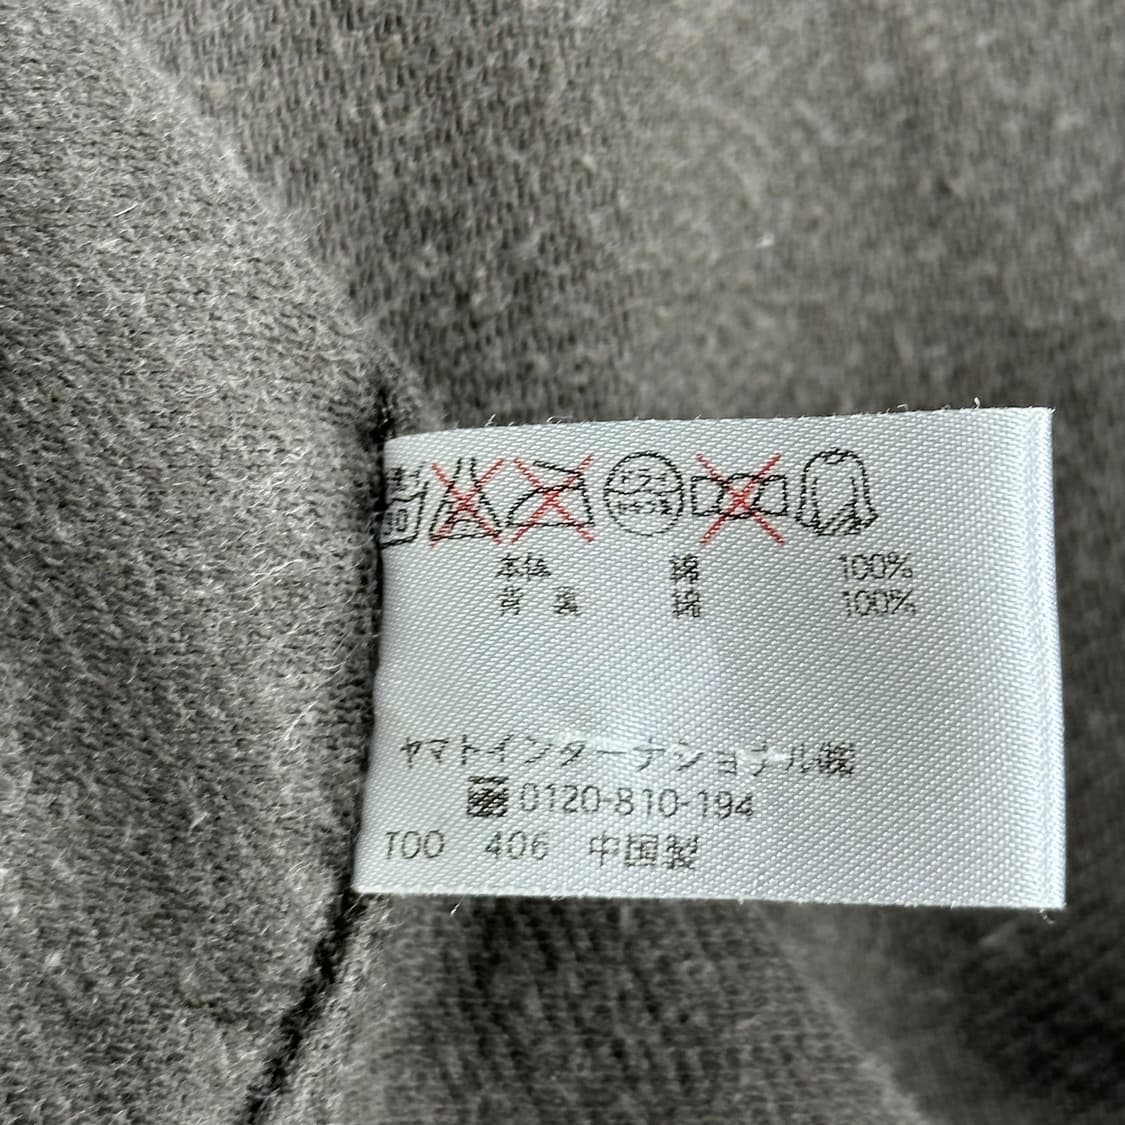 本体 綿 100%
背裏 綿 100%
ヤマトインターナショナル㈱
0120-810-194
TOO 406 中国製